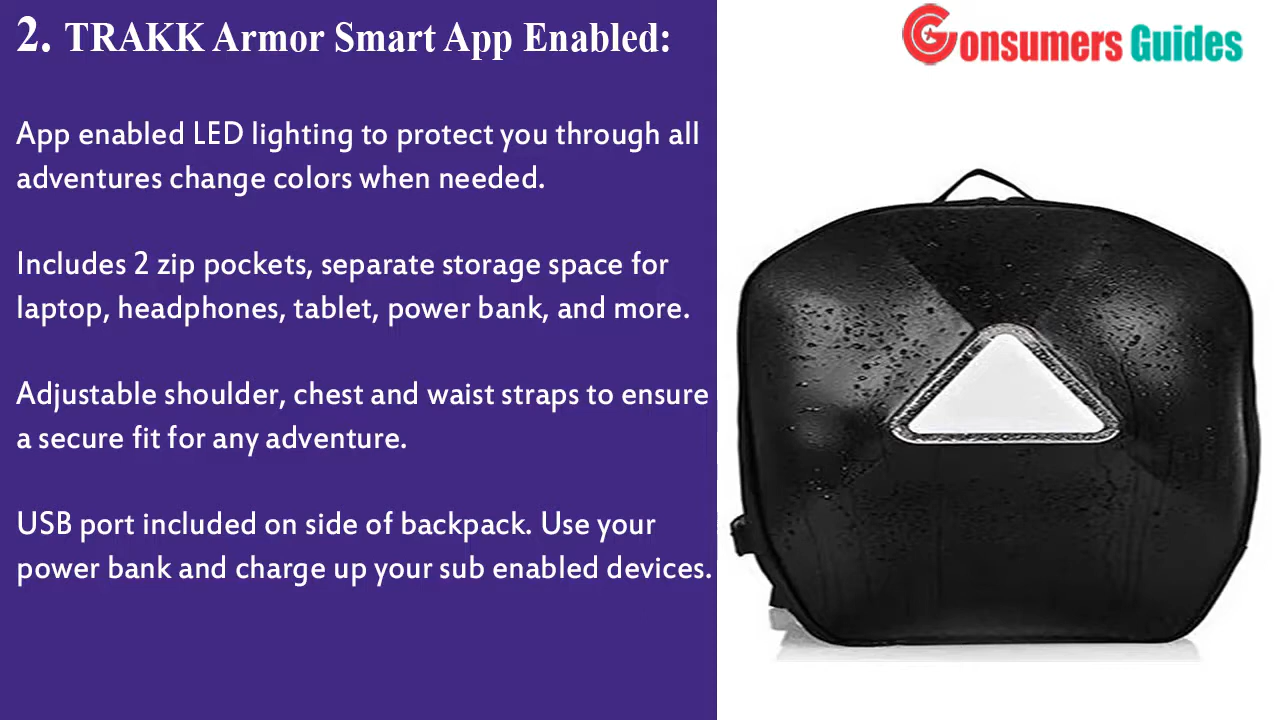 2. TRAKK Armor Smart App Enabled:
Consumers Guides
App enabled LED lighting to protect you through all
adventures change colors when needed.
Includes 2 zip pockets, separate storage space for
laptop, headphones, tablet, power bank, and more.
Adjustable shoulder, chest and waist straps to ensure
a secure fit for any adventure.
USB port included on side of backpack. Use your
power bank and charge up your sub enabled devices.